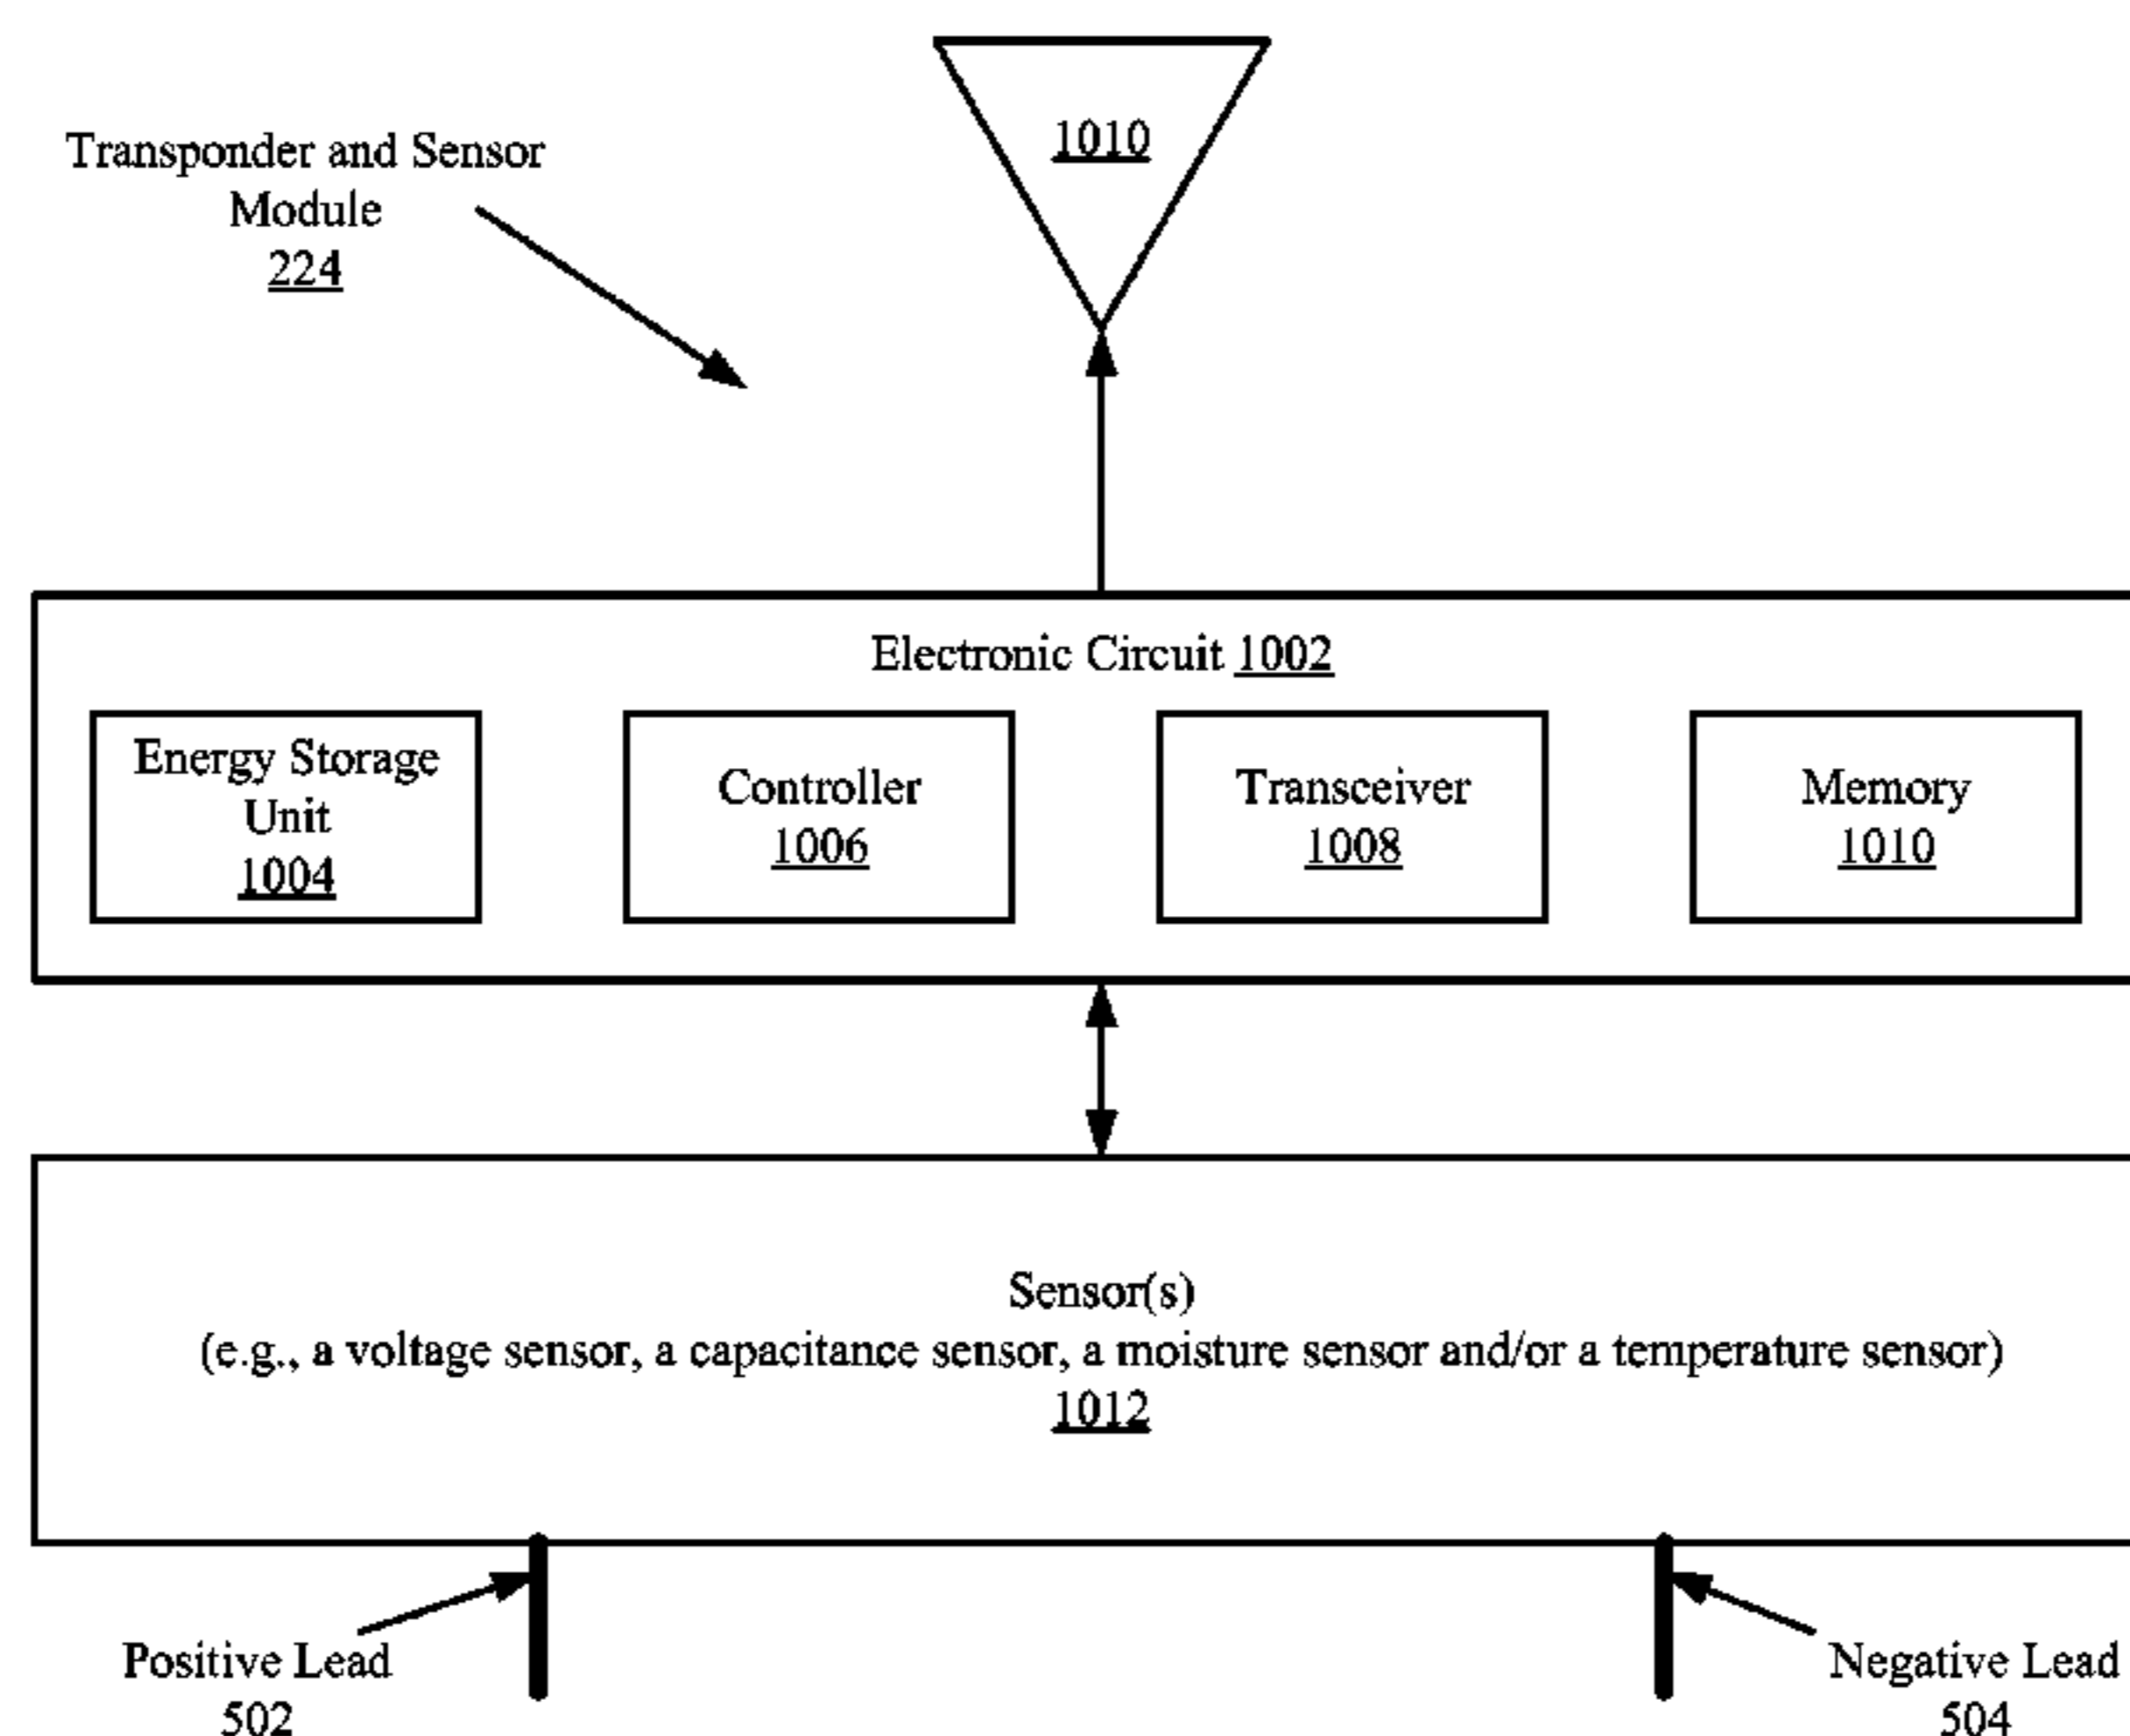 1010
Transponder and Sensor
Module
224
Electronic Circuit 1002
Energy Storage
Unit
1004
Controller
1006
Transceiver
1008
Memory
1010
Sensor(s)
(e.g., a voltage sensor, a capacitance sensor, a moisture sensor and/or a temperature sensor)
1012
Positive Lead
502
Negative Lead
504